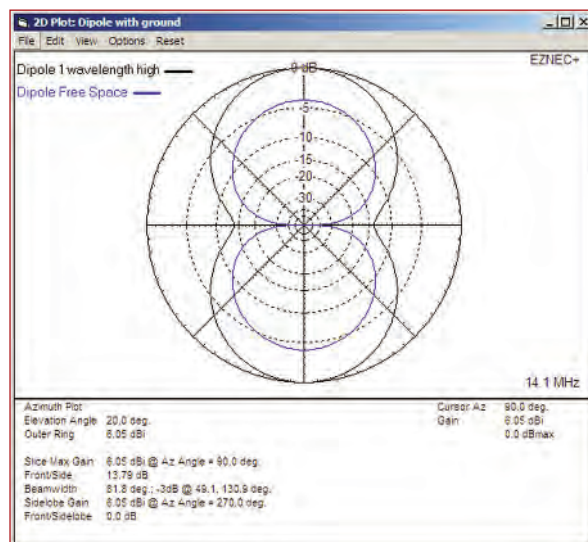 2D Plot: Dipole with ground
File Edit View Options Reset
EZNEC+
Dipole 1 wavelength high
Dipole Free Space
0 dB
-5
-10
-15
-20
-30
14.1 MHz
Azimuth Plot
Elevation Angle 20.0 deg.
Outer Ring 6.05 dBi
Slice Max Gain 6.05 dBi @ Az Angle = 90.0 deg.
Front/Side 13.79 dB
Beamwidth 81.8 deg.; -3dB @ 49.1, 130.9 deg.
Sidelobe Gain 6.05 dBi @ Az Angle = 270.0 deg.
Front/Sidelobe 0.0 dB
Cursor Az 90.0 deg.
Gain 6.05 dBi
0.0 dBmax